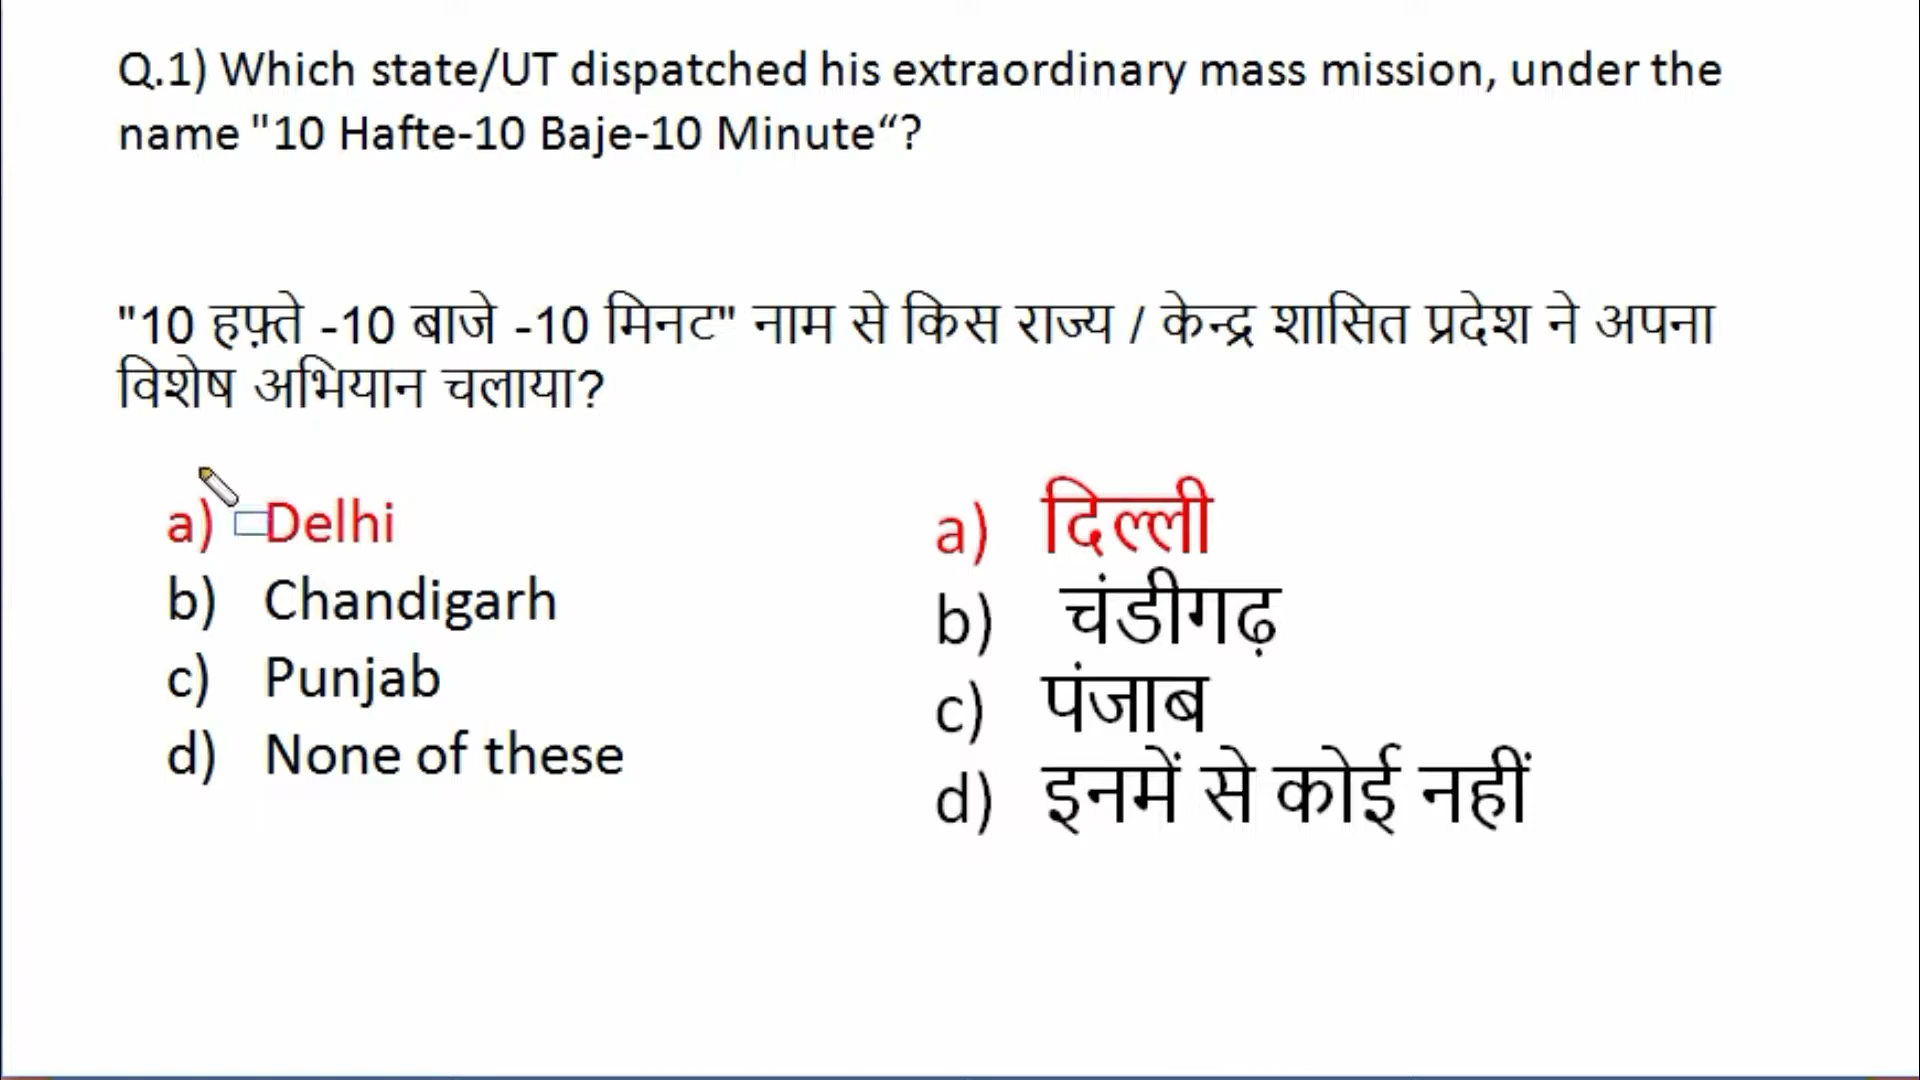 Q.1) Which state/UT dispatched his extraordinary mass mission, under the
name "10 Hafte-10 Baje-10 Minute“?
"10 हफ़्ते -10 बाजे -10 मिनट" नाम से किस राज्य / केन्द्र शासित प्रदेश ने अपना
विशेष अभियान चलाया?
a) Delhi
b) Chandigarh
c) Punjab
d) None of these
a) दिल्ली
b) चंडीगढ़
c) पंजाब
d) इनमें से कोई नहीं